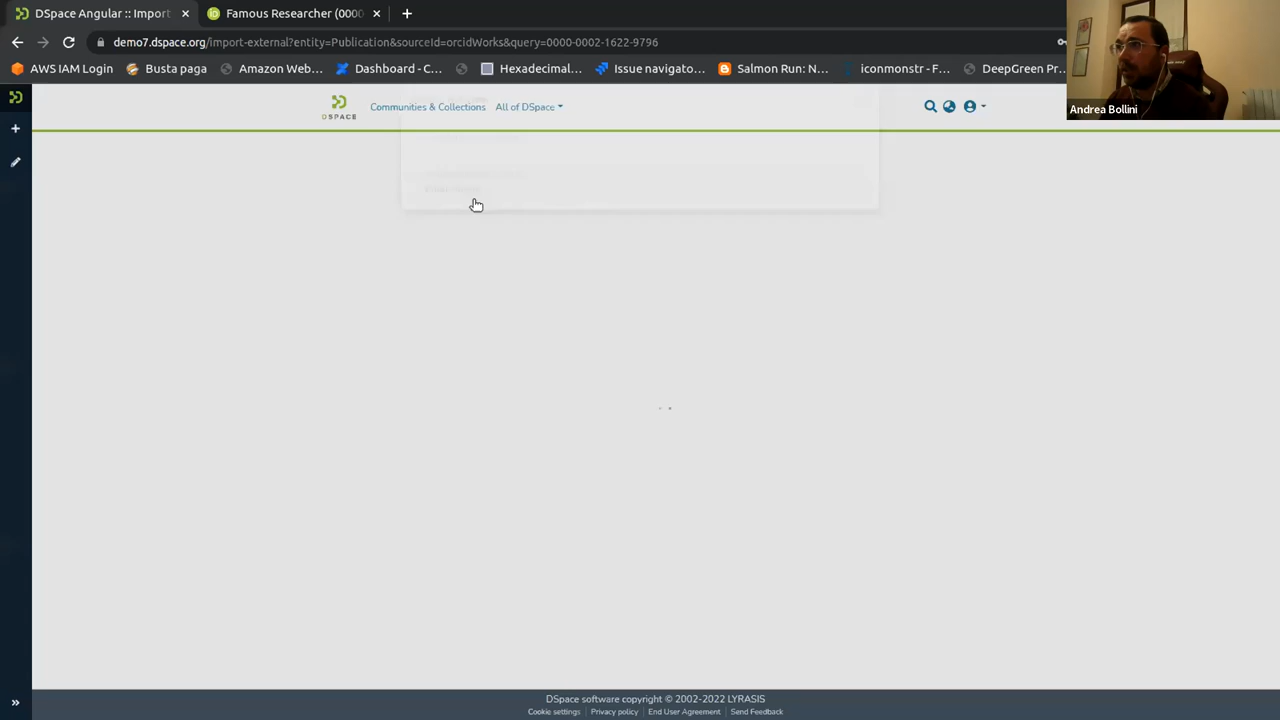 DSpace Angular :: Import
Famous Researcher (0000
demo7.dspace.org/import-external?entity=Publication&sourceId=orcidWorks&query=0000-0002-1622-9796
AWS IAM Login
Busta paga
Amazon Web...
Dashboard - C...
Hexadecimal...
Issue navigato...
Salmon Run: N...
iconmonstr - F...
DeepGreen Pr...
Andrea Bollini
DSPACE
Communities & Collections
All of DSpace
DSpace software copyright © 2002-2022 LYRASIS
Cookie settings
Privacy policy
End User Agreement
Send Feedback